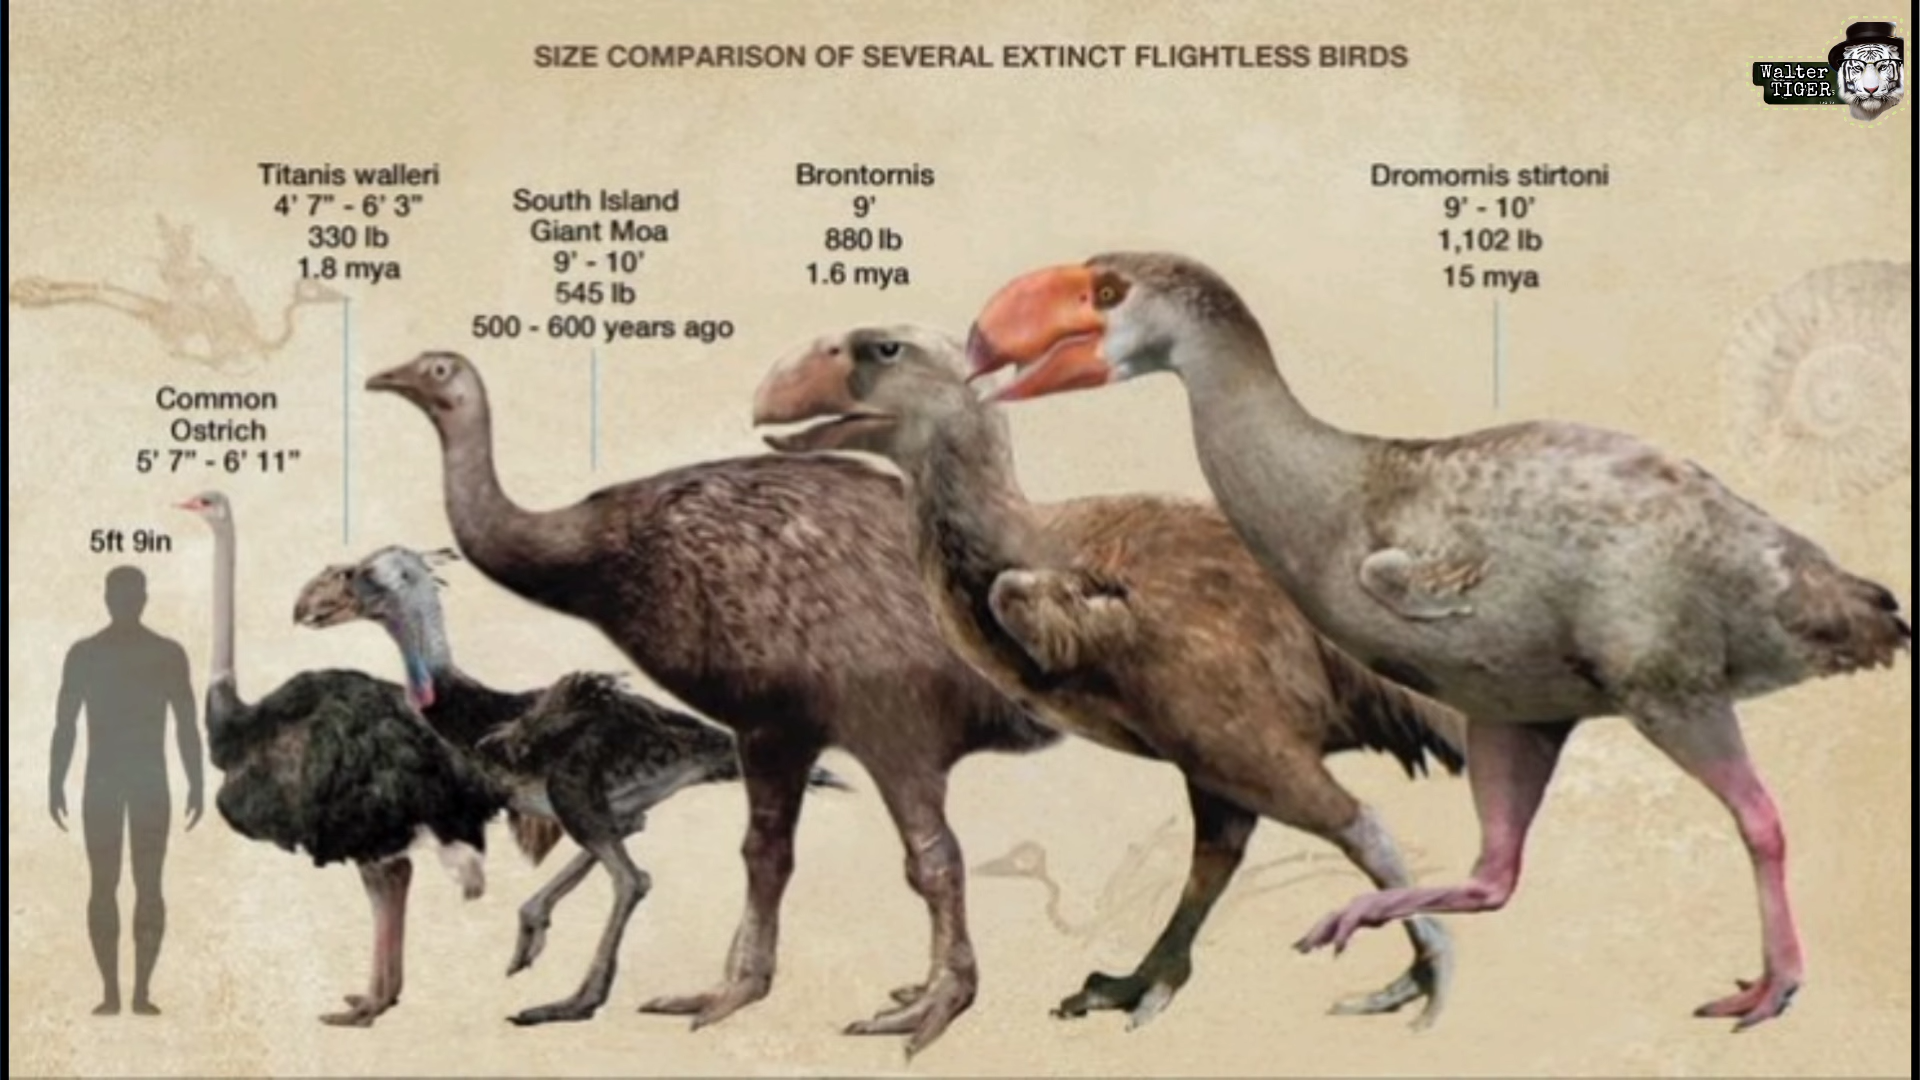 SIZE COMPARISON OF SEVERAL EXTINCT FLIGHTLESS BIRDS
Walter
TIGER
Titanis walleri
4' 7" - 6' 3"
330 lb
1.8 mya
South Island
Giant Moa
9' - 10'
545 lb
500 - 600 years ago
Brontornis
9'
880 lb
1.6 mya
Dromornis stirtoni
9' - 10'
1,102 lb
15 mya
Common
Ostrich
5' 7" - 6' 11"
5ft 9in